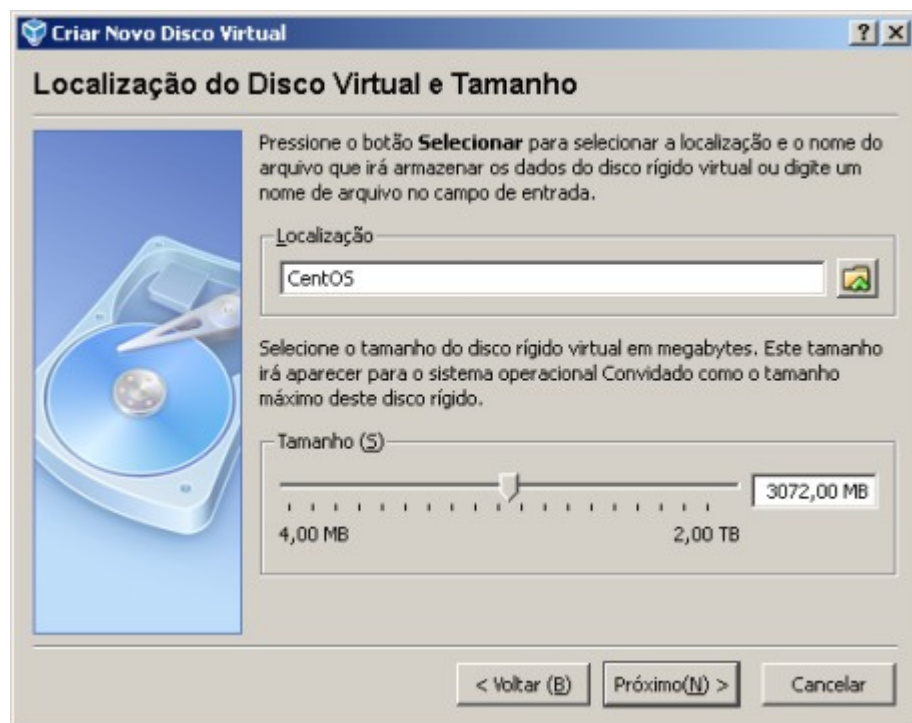 Criar Novo Disco Virtual
Localização do Disco Virtual e Tamanho
Pressione o botão Selecionar para selecionar a localização e o nome do
arquivo que irá armazenar os dados do disco rígido virtual ou digite um
nome de arquivo no campo de entrada.
Localização
CentOS
Selecione o tamanho do disco rígido virtual em megabytes. Este tamanho
irá aparecer para o sistema operacional Convidado como o tamanho
máximo deste disco rígido.
Tamanho (S)
3072,00 MB
4,00 MB 2,00 TB
< Voltar (B) Próximo(N) > Cancelar